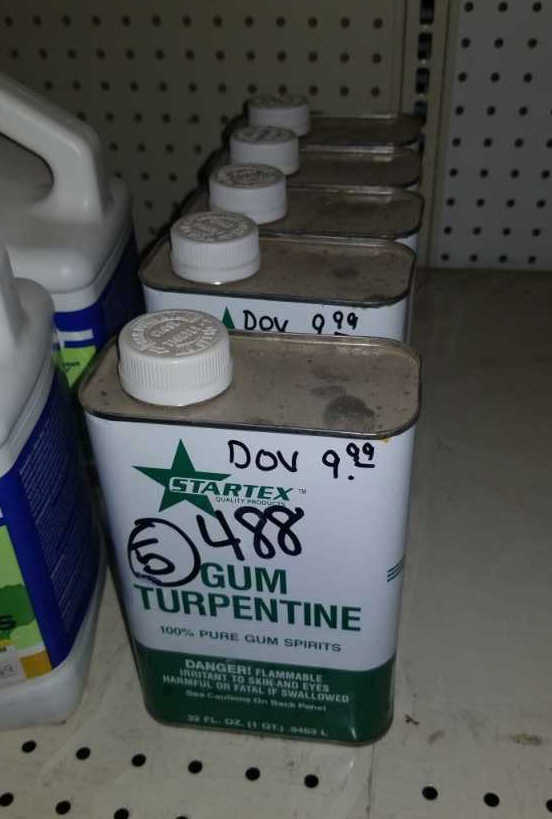 DOV 9.99
DOV 9.99
STARTEX™
QUALITY PRODUCTS
5 488
GUM
TURPENTINE
100% PURE GUM SPIRITS
DANGER! FLAMMABLE
IRRITANT TO SKIN AND EYES
HARMFUL OR FATAL IF SWALLOWED
See Cautions On Back Panel
32 FL. OZ. (1 QT.) .9463 L